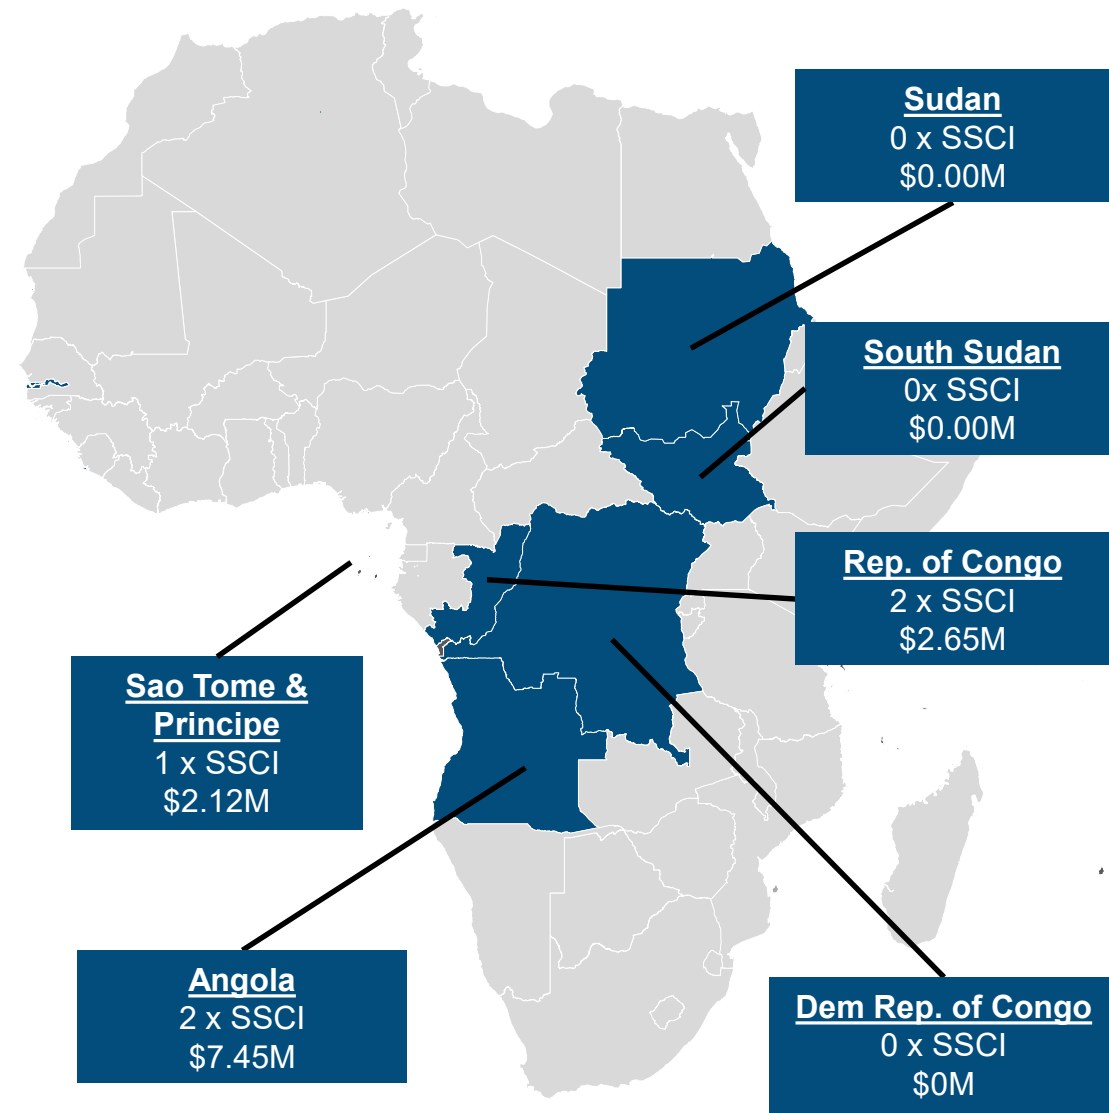 Sudan
0 x SSCI
$0.00M
South Sudan
0x SSCI
$0.00M
Rep. of Congo
2 x SSCI
$2.65M
Sao Tome &
Principe
1 x SSCI
$2.12M
Angola
2 x SSCI
$7.45M
Dem Rep. of Congo
0 x SSCI
$0M